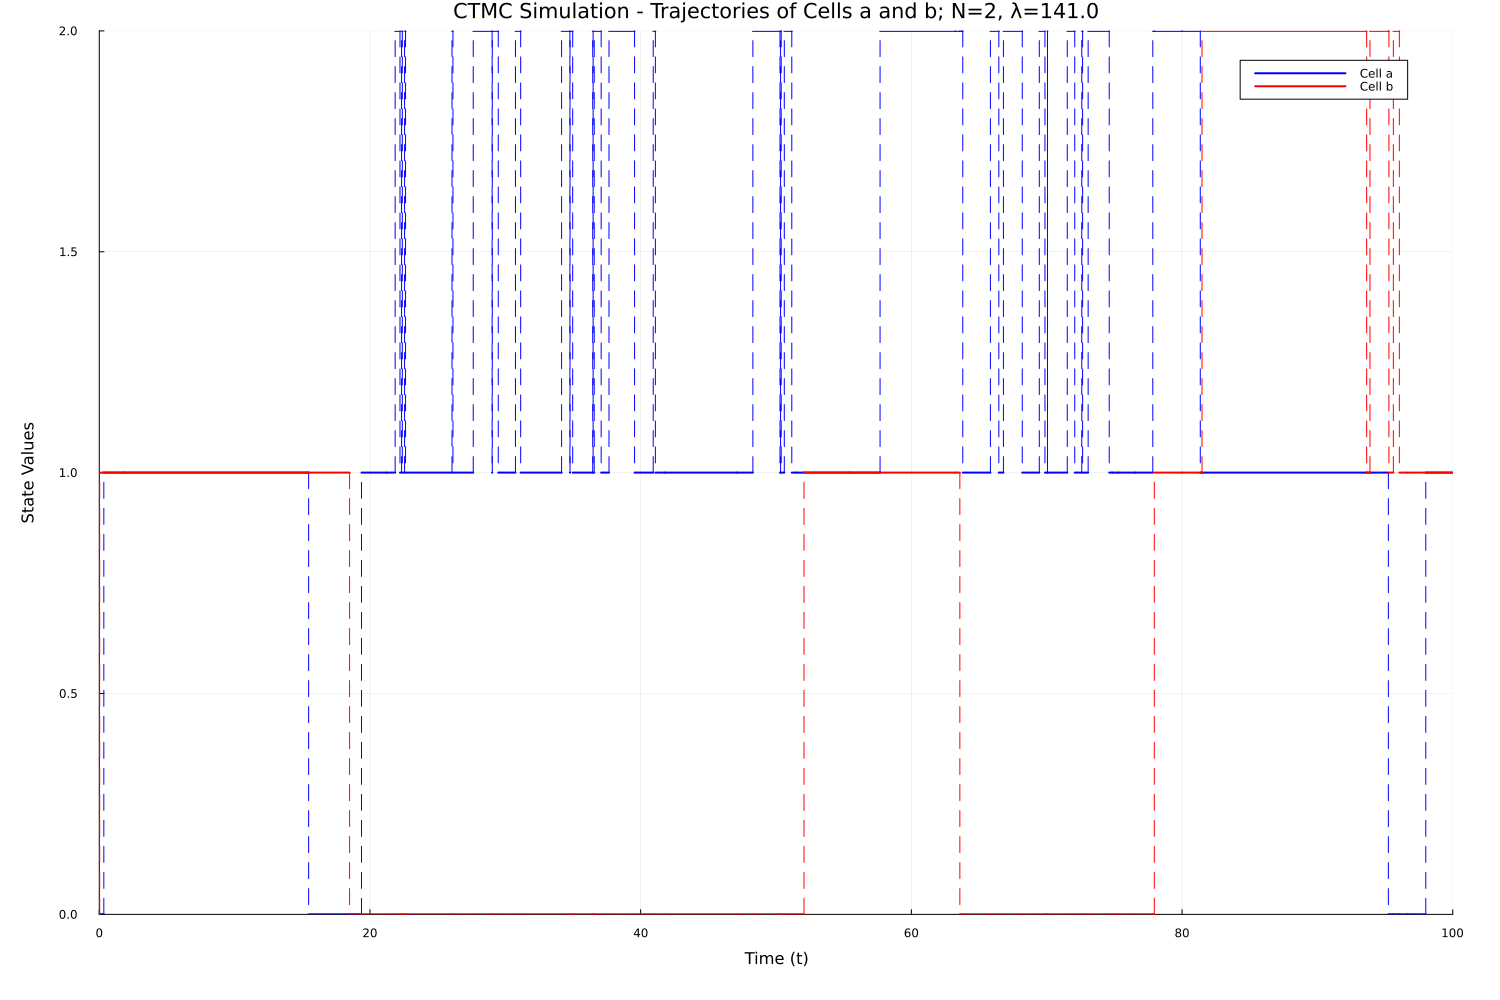 CTMC Simulation - Trajectories of Cells a and b; N=2, λ=141.0
2.0
Cell a
Cell b
1.5
1.0
State Values
0.5
0.0
0 20 40 60 80 100
Time (t)